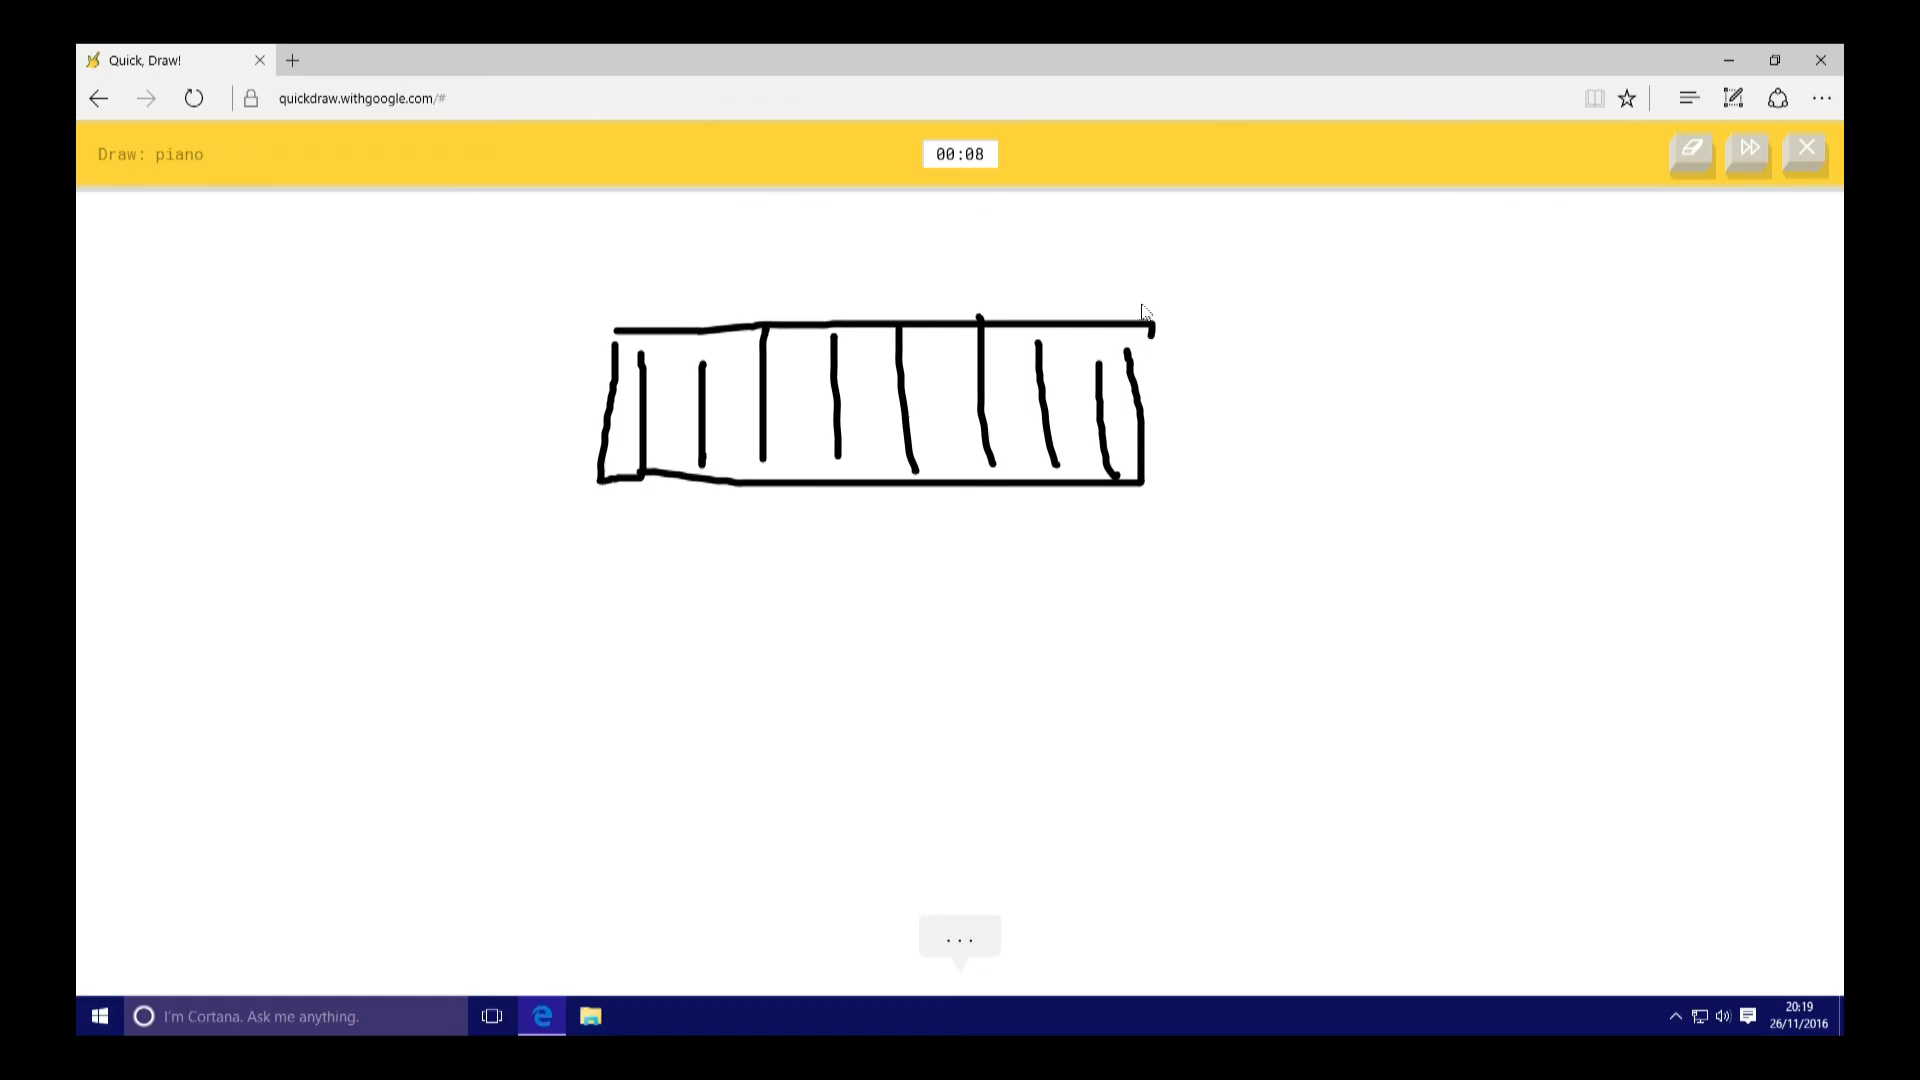 Quick, Draw!
quickdraw.withgoogle.com/#
Draw: piano
00:08
...
I'm Cortana. Ask me anything.
20:19
26/11/2016